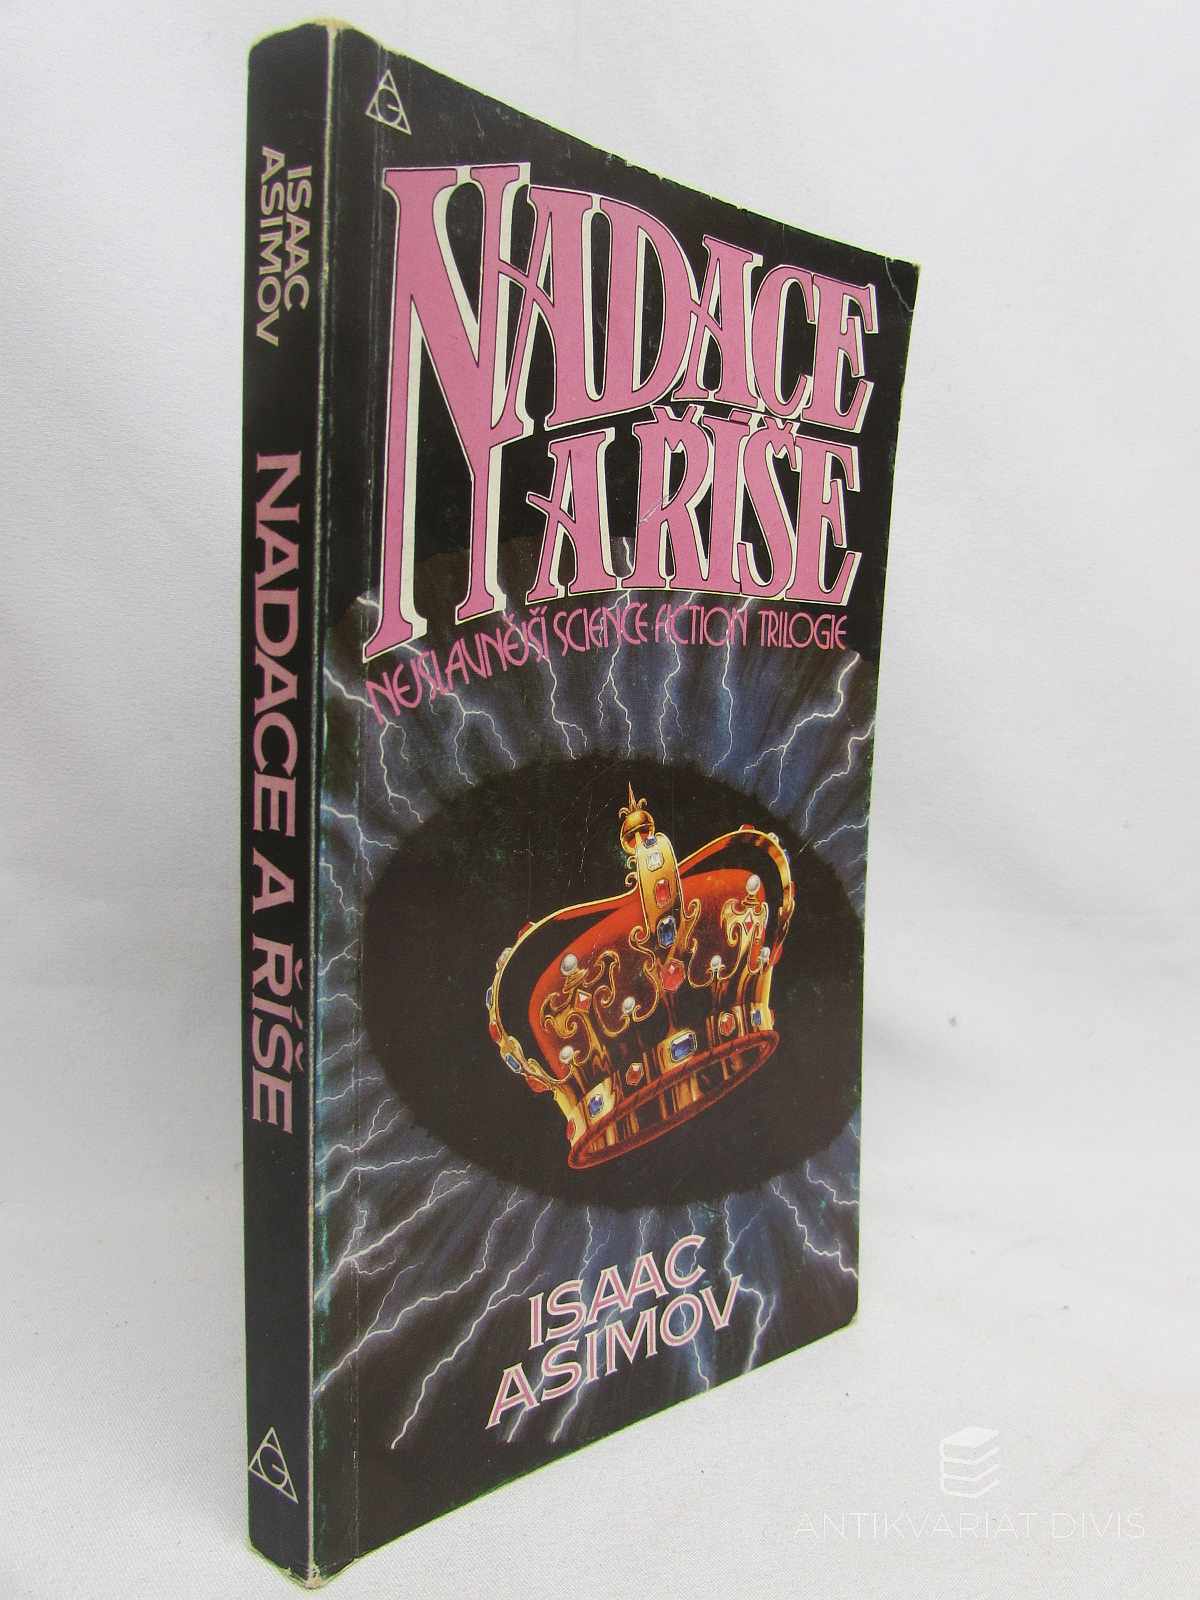 ISAAC
ASIMOV
NADACE A ŘÍŠE
NADACE
A ŘÍŠE
NEJSLAVNĚJŠÍ SCIENCE FICTION TRILOGIE
ISAAC
ASIMOV
ANTIKVARIÁT DIVIŠ